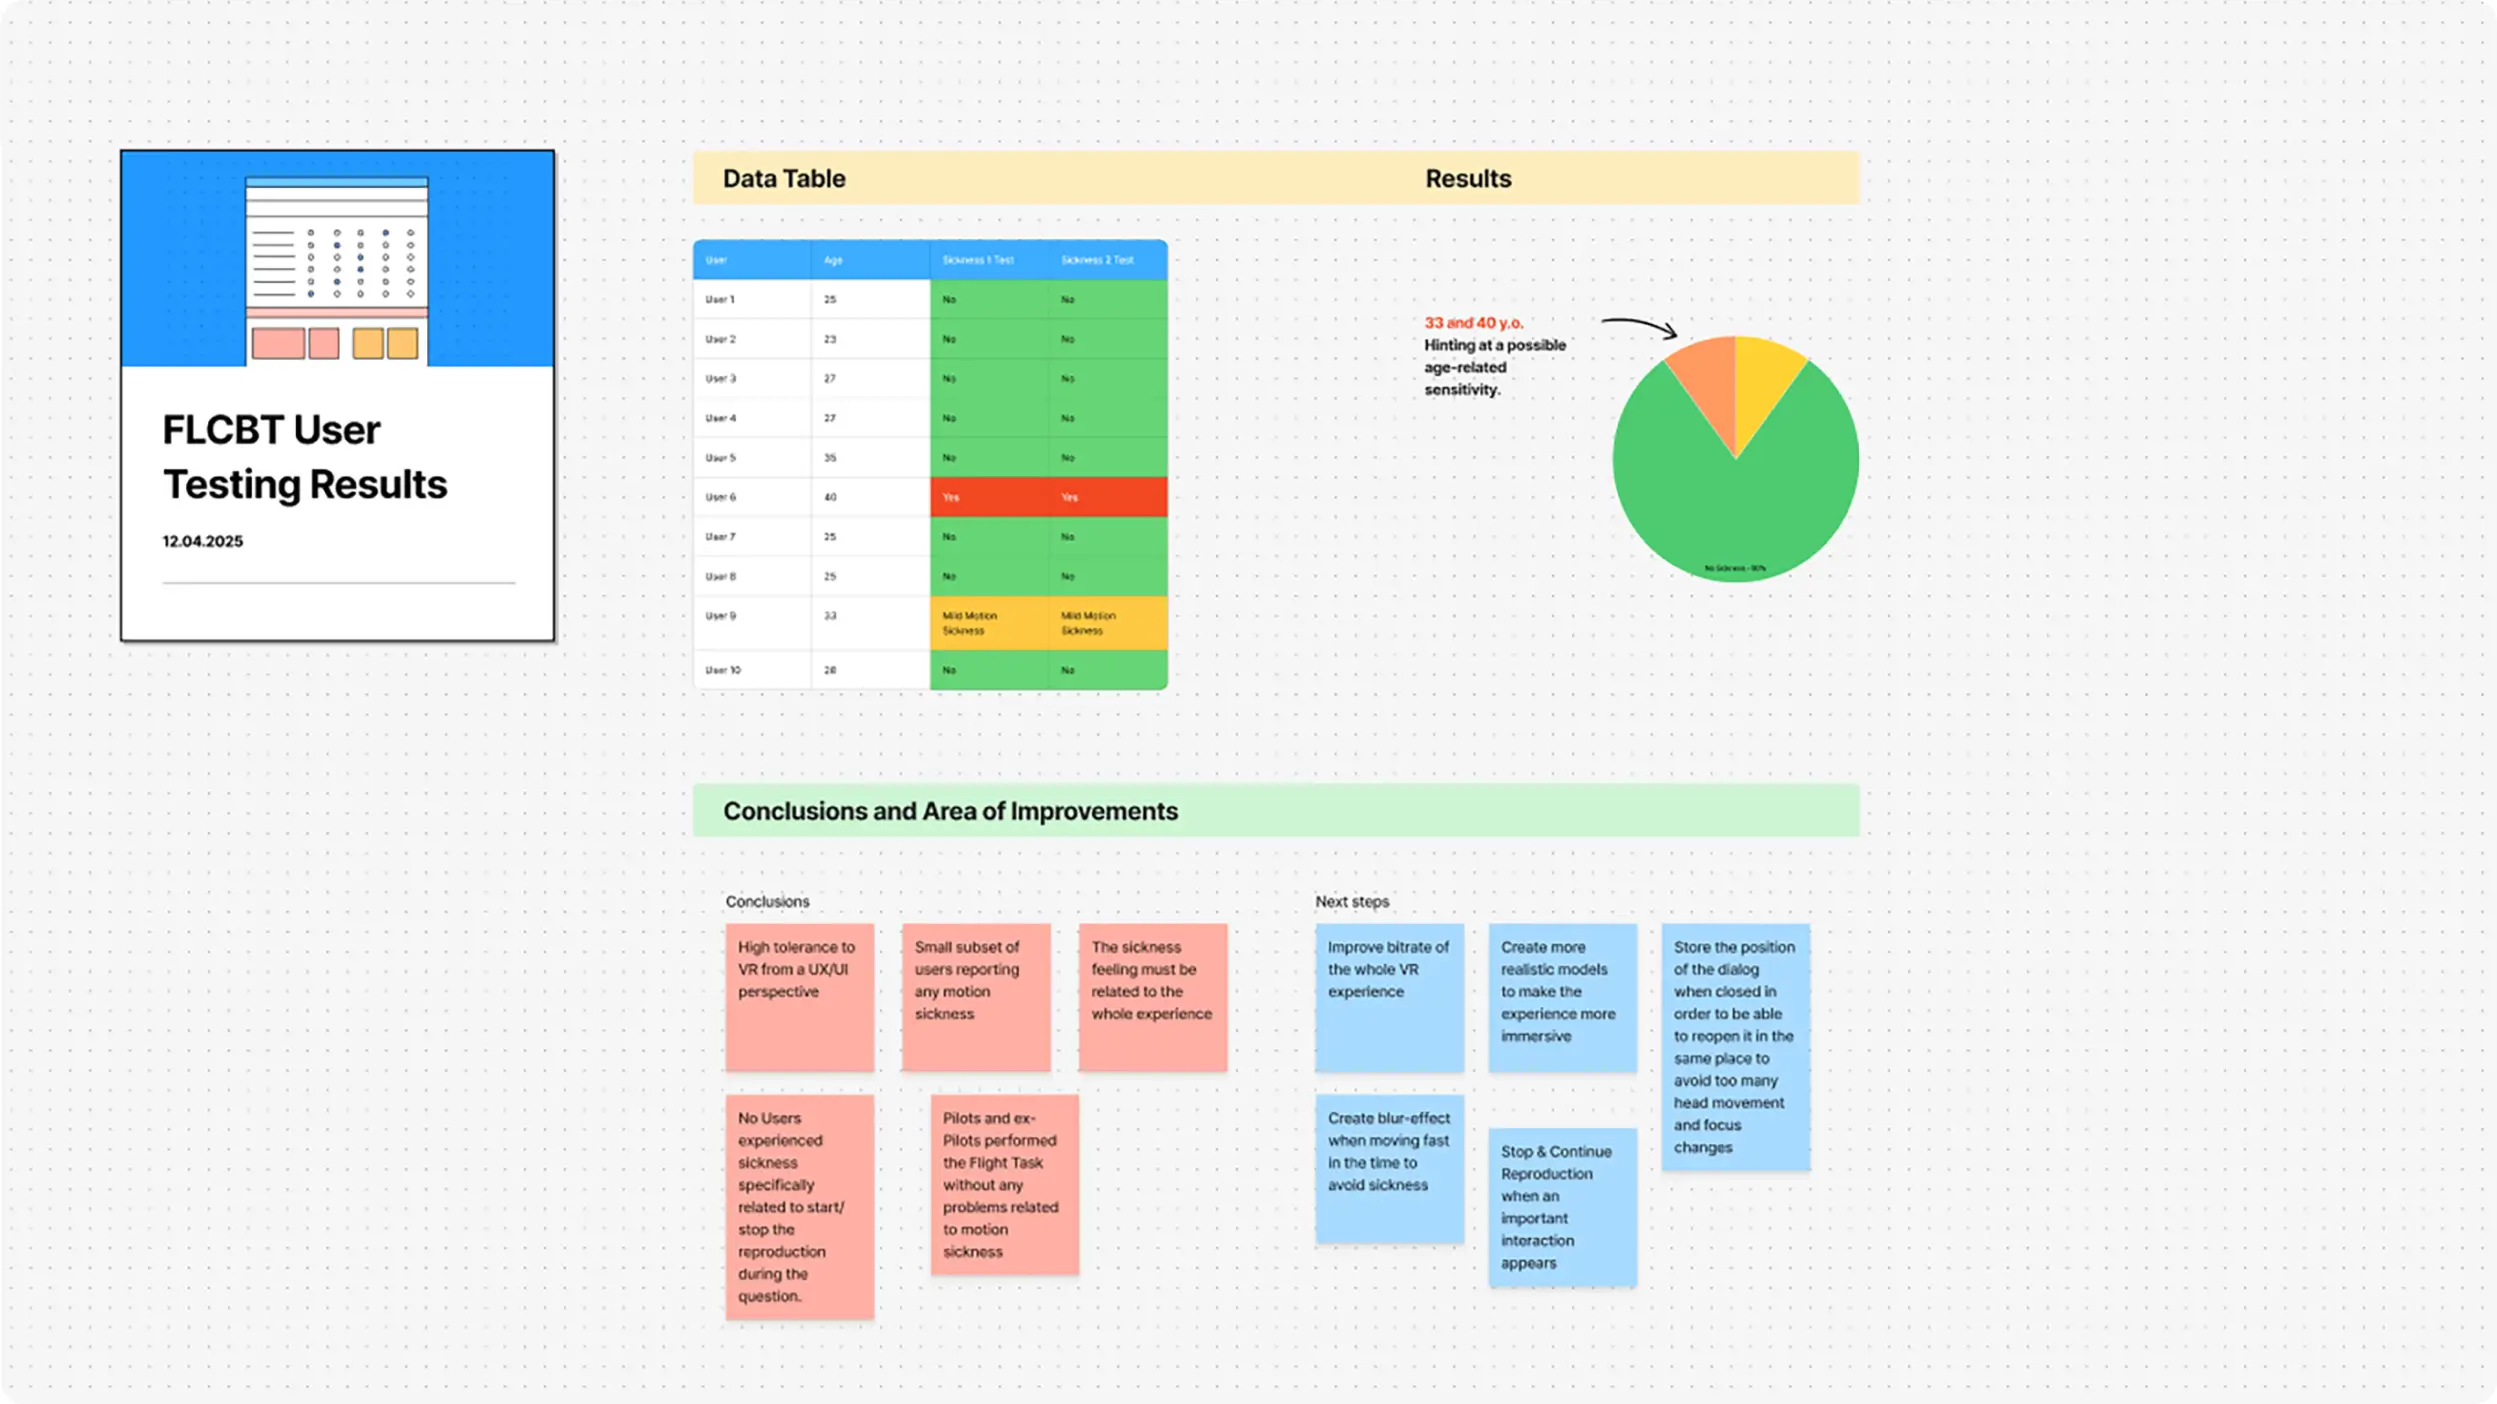 FLCBT User
Testing Results
12.04.2025
Data Table
Results
User Age Sickness 1 Test Sickness 2 Test
User 1 25 No No
User 2 23 No No
User 3 27 No No
User 4 27 No No
User 5 35 No No
User 6 40 Yes Yes
User 7 25 No No
User 8 25 No No
User 9 33 Mild Motion
Sickness Mild Motion
Sickness
User 10 28 No No
33 and 40 y.o.
Hinting at a possible
age-related
sensitivity.
No Sickness -
Conclusions and Area of Improvements
Conclusions
High tolerance to
VR from a UX/UI
perspective
Small subset of
users reporting
any motion
sickness
The sickness
feeling must be
related to the
whole experience
No Users
experienced
sickness
specifically
related to start/
stop the
reproduction
during the
question.
Pilots and ex-
Pilots performed
the Flight Task
without any
problems related
to motion
sickness
Next steps
Improve bitrate of
the whole VR
experience
Create more
realistic models
to make the
experience more
immersive
Store the position
of the dialog
when closed in
order to be able
to reopen it in the
same place to
avoid too many
head movement
and focus
changes
Create blur-effect
when moving fast
in the time to
avoid sickness
Stop & Continue
Reproduction
when an
important
interaction
appears